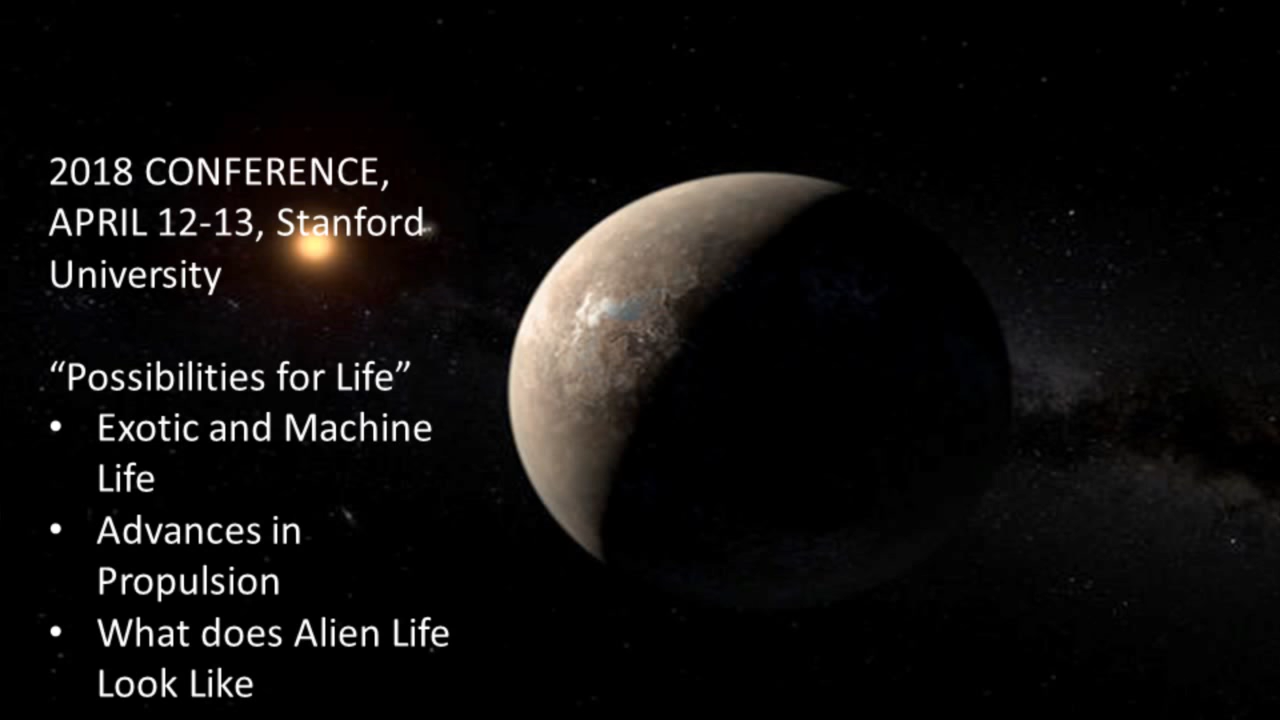 2018 CONFERENCE,
APRIL 12-13, Stanford
University
“Possibilities for Life”
• Exotic and Machine
Life
• Advances in
Propulsion
• What does Alien Life
Look Like